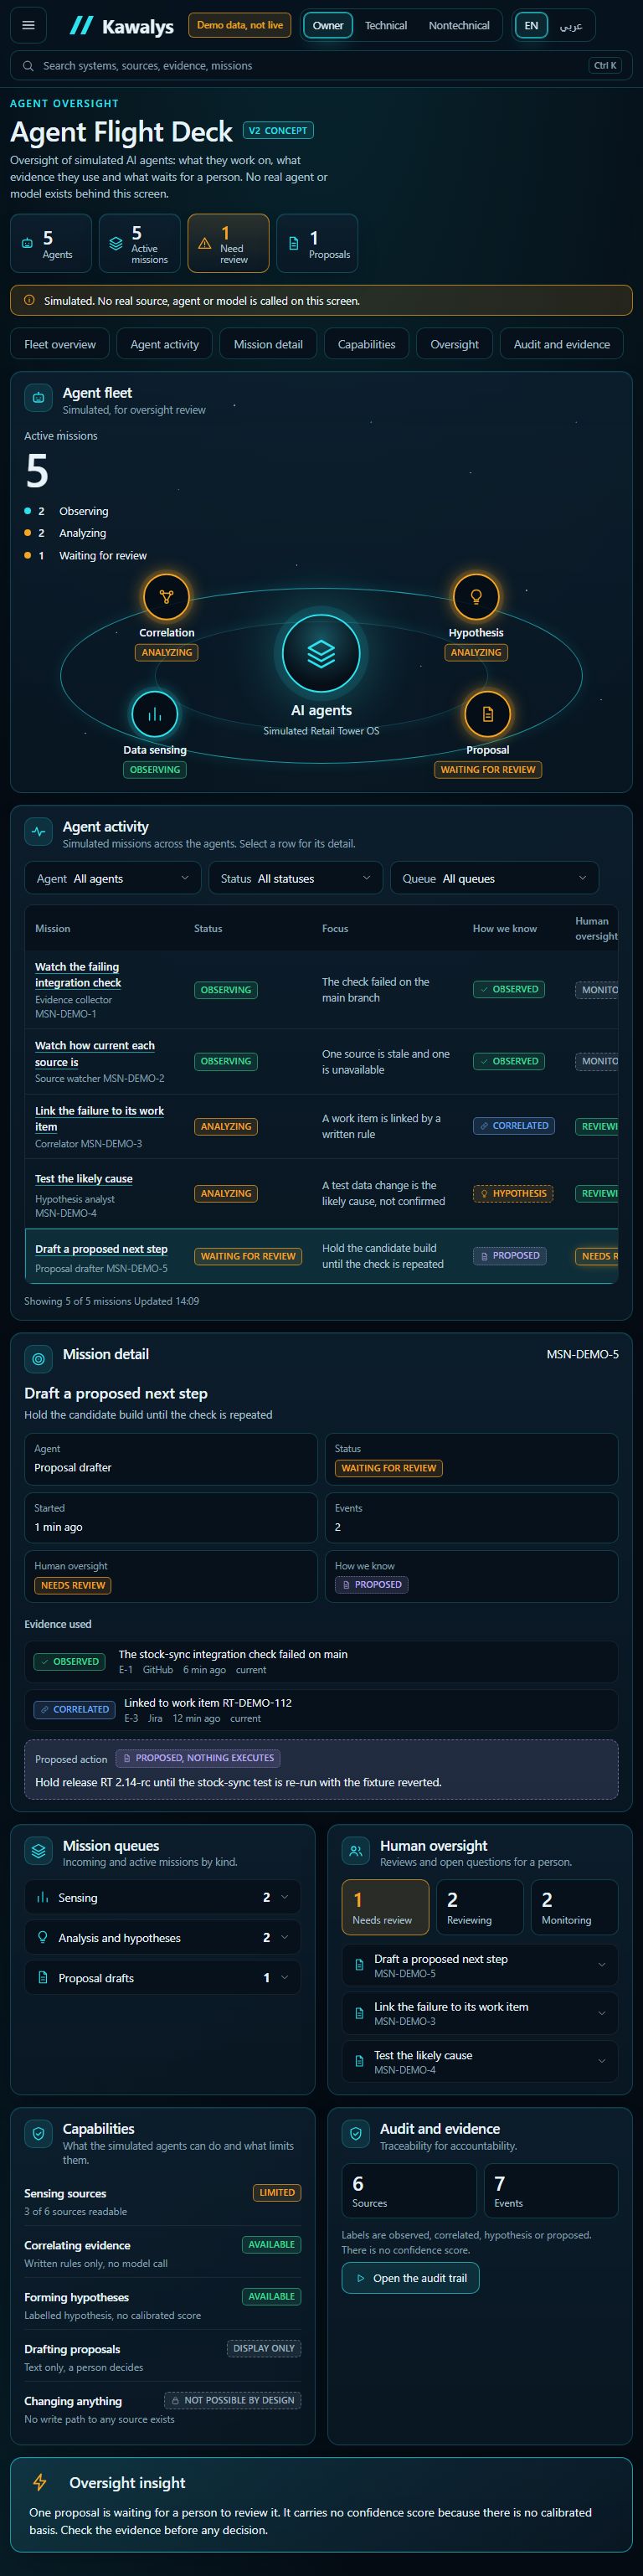 Kawalys
Demo data, not live
Owner
Technical
Nontechnical
EN
عربي
Search systems, sources, evidence, missions
Ctrl K
AGENT OVERSIGHT
Agent Flight Deck
V2 CONCEPT
Oversight of simulated AI agents: what they work on, what
evidence they use and what waits for a person. No real agent or
model exists behind this screen.
5
Agents
5
Active
missions
1
Need
review
1
Proposals
Simulated. No real source, agent or model is called on this screen.
Fleet overview
Agent activity
Mission detail
Capabilities
Oversight
Audit and evidence
Agent fleet
Simulated, for oversight review
Active missions
5
2 Observing
2 Analyzing
1 Waiting for review
Correlation
ANALYZING
Hypothesis
ANALYZING
AI agents
Simulated Retail Tower OS
Data sensing
OBSERVING
Proposal
WAITING FOR REVIEW
Agent activity
Simulated missions across the agents. Select a row for its detail.
Agent All agents
Status All statuses
Queue All queues
Mission
Status
Focus
How we know
Human
oversight
Watch the failing
integration check
Evidence collector
MSN-DEMO-1
OBSERVING
The check failed on the
main branch
OBSERVED
MONITO
Watch how current each
source is
Source watcher MSN-DEMO-2
OBSERVING
One source is stale and one
is unavailable
OBSERVED
MONITO
Link the failure to its work
item
Correlator MSN-DEMO-3
ANALYZING
A work item is linked by a
written rule
CORRELATED
REVIEWI
Test the likely cause
Hypothesis analyst
MSN-DEMO-4
ANALYZING
A test data change is the
likely cause, not confirmed
HYPOTHESIS
REVIEWI
Draft a proposed next step
Proposal drafter MSN-DEMO-5
WAITING FOR REVIEW
Hold the candidate build
until the check is repeated
PROPOSED
NEEDS R
Showing 5 of 5 missions Updated 14:09
Mission detail
MSN-DEMO-5
Draft a proposed next step
Hold the candidate build until the check is repeated
Agent
Proposal drafter
Status
WAITING FOR REVIEW
Started
1 min ago
Events
2
Human oversight
NEEDS REVIEW
How we know
PROPOSED
Evidence used
OBSERVED
The stock-sync integration check failed on main
E-1 GitHub 6 min ago current
CORRELATED
Linked to work item RT-DEMO-112
E-3 Jira 12 min ago current
Proposed action
PROPOSED, NOTHING EXECUTES
Hold release RT 2.14-rc until the stock-sync test is re-run with the fixture reverted.
Mission queues
Incoming and active missions by kind.
Sensing 2
Analysis and hypotheses 2
Proposal drafts 1
Human oversight
Reviews and open questions for a person.
1
Needs review
2
Reviewing
2
Monitoring
Draft a proposed next step
MSN-DEMO-5
Link the failure to its work item
MSN-DEMO-3
Test the likely cause
MSN-DEMO-4
Capabilities
What the simulated agents can do and what limits
them.
Sensing sources
LIMITED
3 of 6 sources readable
Correlating evidence
AVAILABLE
Written rules only, no model call
Forming hypotheses
AVAILABLE
Labelled hypothesis, no calibrated score
Drafting proposals
DISPLAY ONLY
Text only, a person decides
Changing anything
NOT POSSIBLE BY DESIGN
No write path to any source exists
Audit and evidence
Traceability for accountability.
6
Sources
7
Events
Labels are observed, correlated, hypothesis or proposed.
There is no confidence score.
Open the audit trail
Oversight insight
One proposal is waiting for a person to review it. It carries no confidence score because there is no calibrated
basis. Check the evidence before any decision.